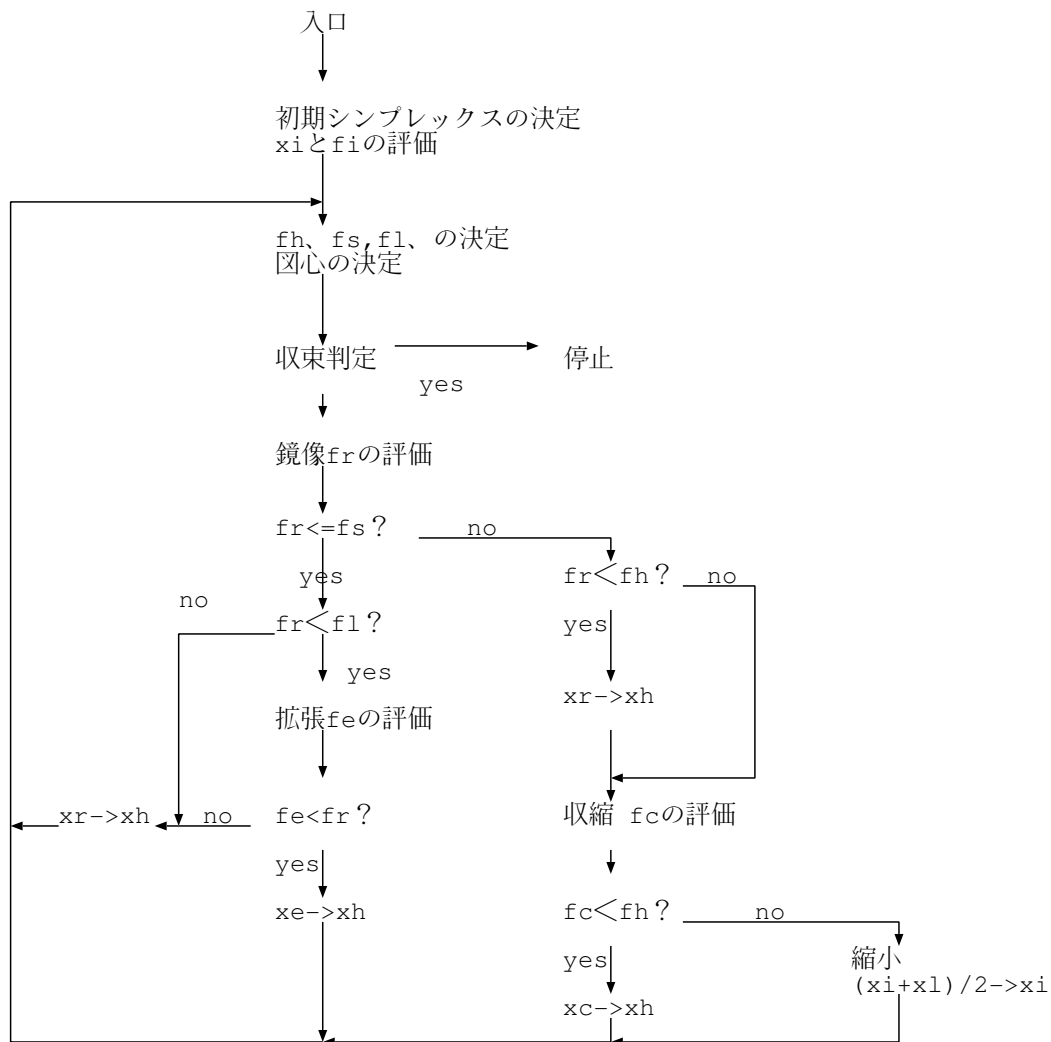 入口
初期シンプレックスの決定
xiとfiの評価
fh、fs,fl、の決定
図心の決定
収束判定
停止
yes
鏡像frの評価
fr<=fs？
no
yes
fr＜fh？
no
no
fr＜fl？
yes
yes
xr->xh
拡張feの評価
xr->xh
no
fe<fr？
収縮 fcの評価
yes
xe->xh
fc＜fh？
no
yes
縮小
(xi+xl)/2->xi
xc->xh